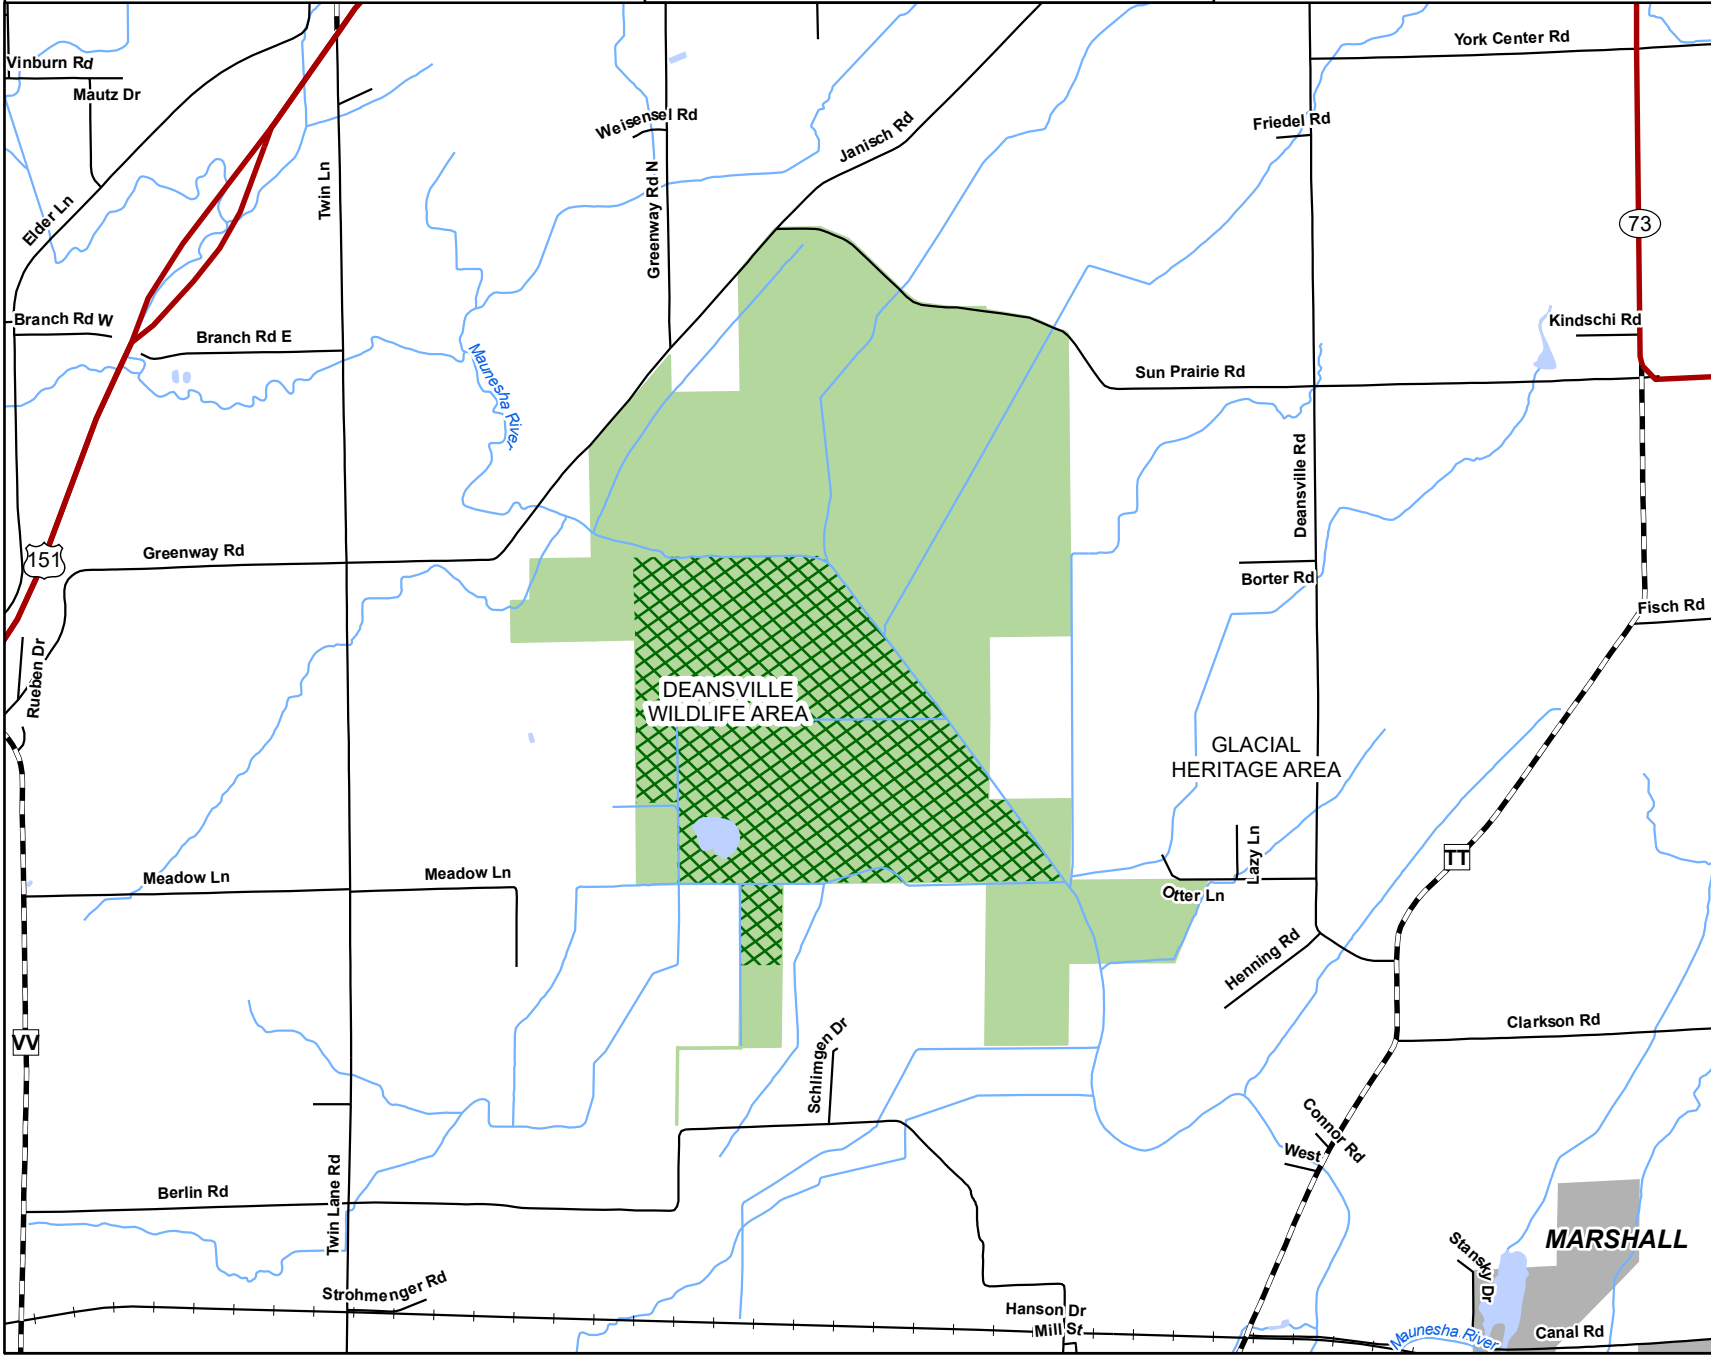 York Center Rd
Vinburn Rd
Mautz Dr
Weisensel Rd
Janisch Rd
Friedel Rd
Twin Ln
Elder Ln
Greenway Rd N
73
Branch Rd W
Branch Rd E
Kindschi Rd
Maunesha River
Sun Prairie Rd
Deansville Rd
Greenway Rd
151
Borter Rd
Fisch Rd
Rueben Dr
DEANSVILLE
WILDLIFE AREA
GLACIAL
HERITAGE AREA
TT
Lazy Ln
Meadow Ln
Meadow Ln
Otter Ln
Henning Rd
VV
Clarkson Rd
Schlimgen Dr
Connor Rd
West
Berlin Rd
Twin Lane Rd
MARSHALL
Stansky Dr
Strohmenger Rd
Hanson Dr
Mill St
Maunesha River
Canal Rd